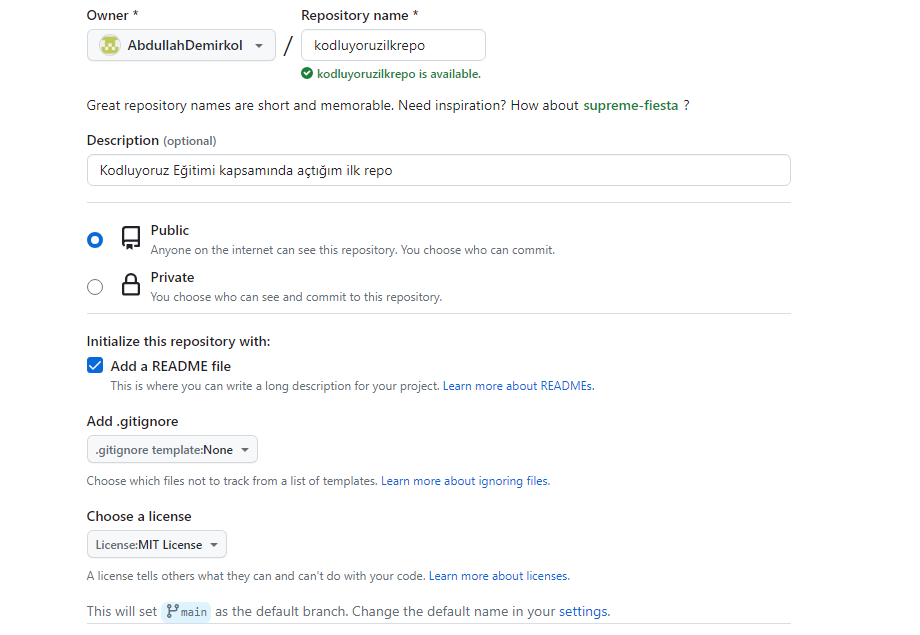 Owner * Repository name *
AbdullahDemirkol / kodluyoruzilkrepo
kodluyoruzilkrepo is available.
Great repository names are short and memorable. Need inspiration? How about supreme-fiesta ?
Description (optional)
Kodluyoruz Eğitimi kapsamında açtığım ilk repo
Public
Anyone on the internet can see this repository. You choose who can commit.
Private
You choose who can see and commit to this repository.
Initialize this repository with:
Add a README file
This is where you can write a long description for your project. Learn more about READMEs.
Add .gitignore
.gitignore template:None
Choose which files not to track from a list of templates. Learn more about ignoring files.
Choose a license
License:MIT License
A license tells others what they can and can't do with your code. Learn more about licenses.
This will set main as the default branch. Change the default name in your settings.